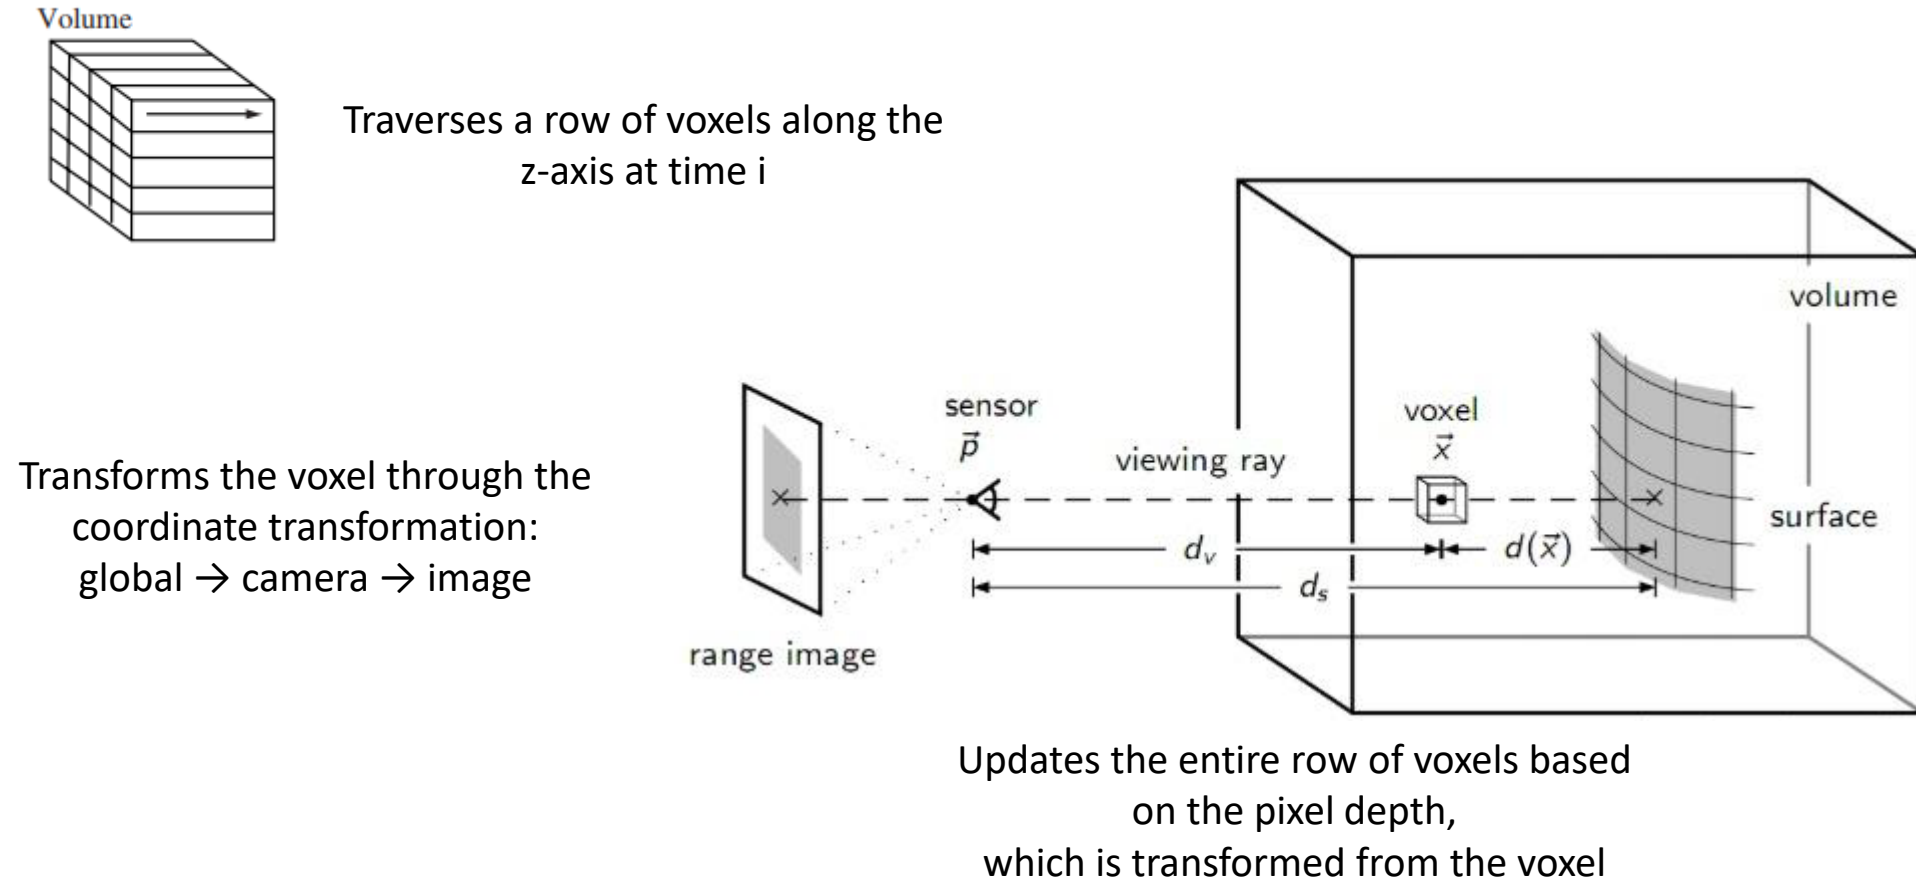 Volume
Traverses a row of voxels along the
z-axis at time i
Transforms the voxel through the
coordinate transformation:
global → camera → image
volume
sensor
p⃗
voxel
x⃗
viewing ray
surface
d_v
d(x⃗)
d_s
range image
Updates the entire row of voxels based
on the pixel depth,
which is transformed from the voxel